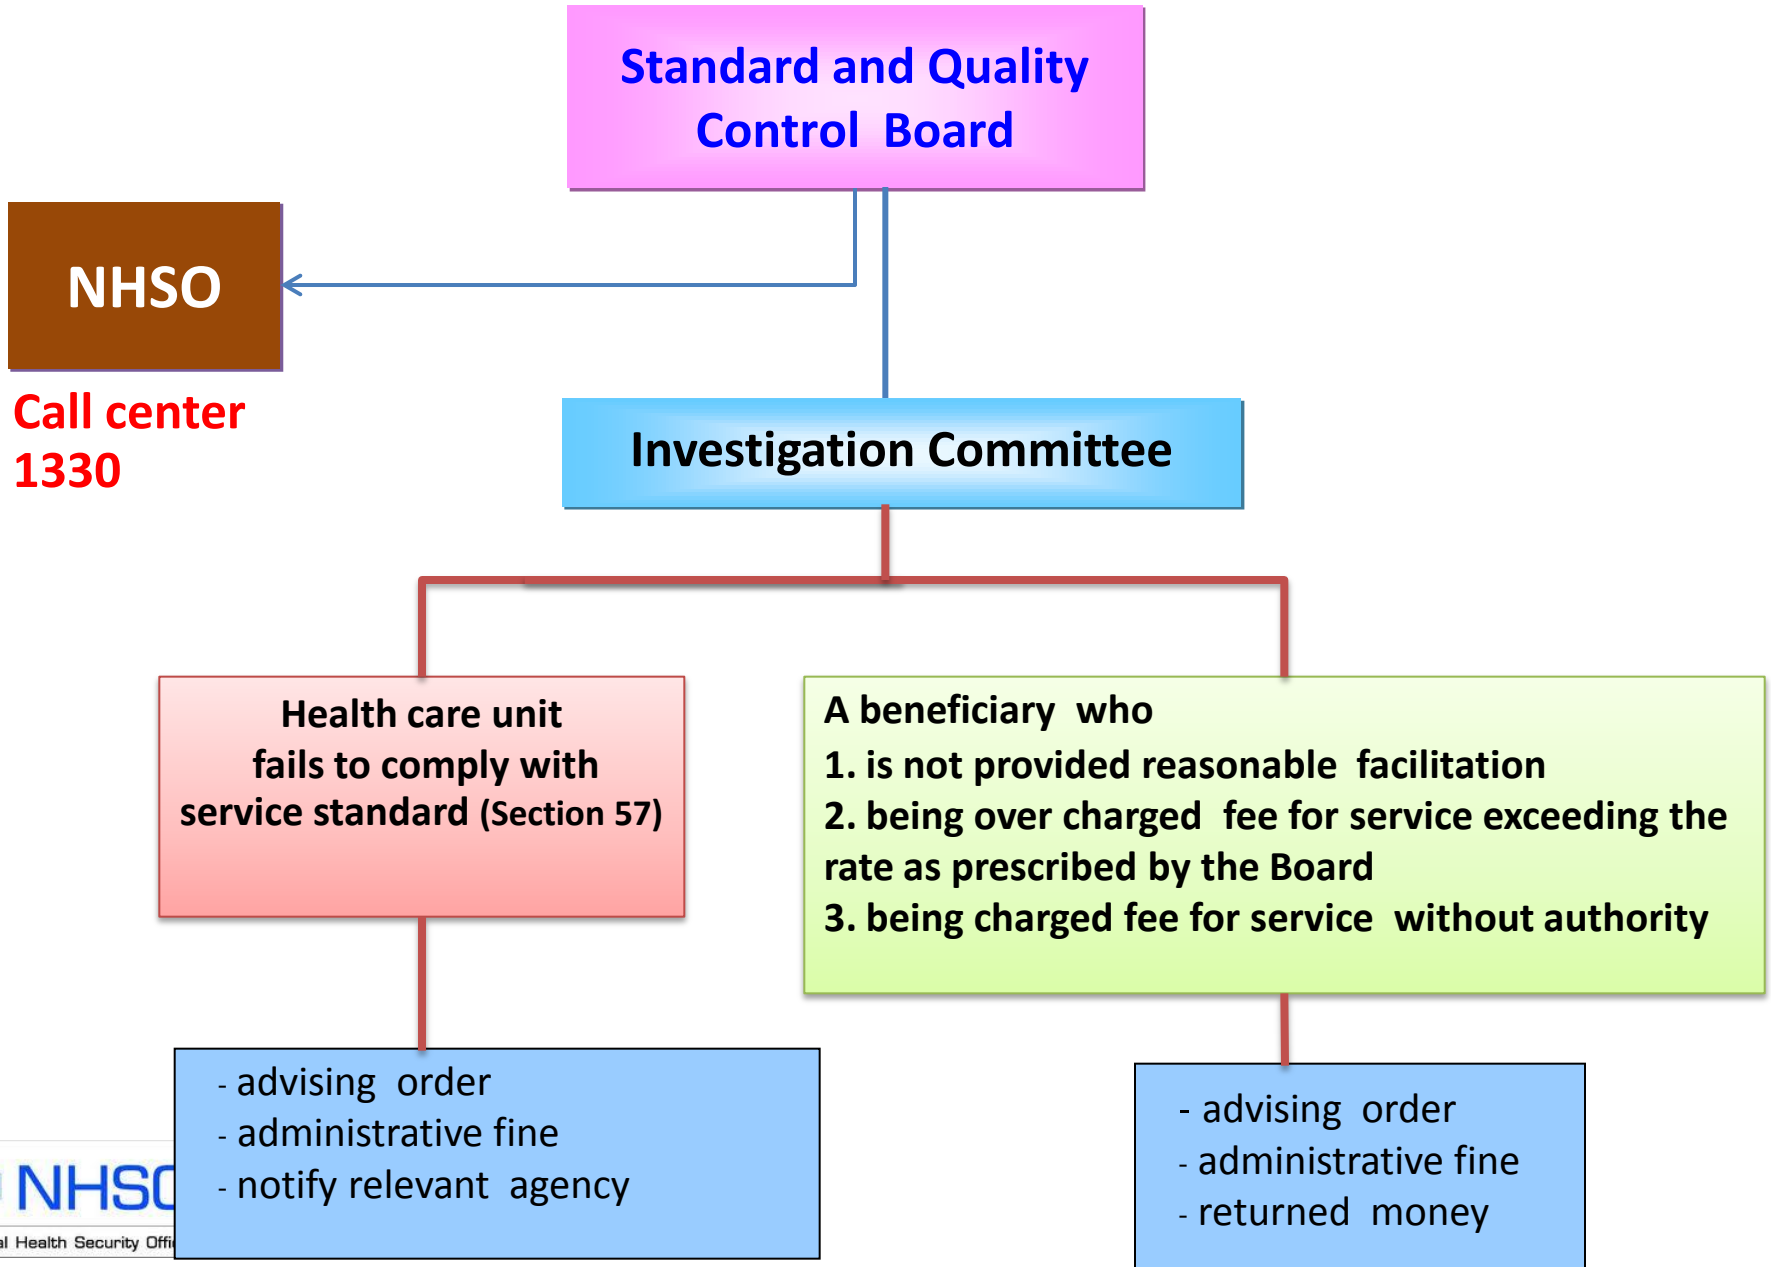 Standard and Quality
Control Board
NHSO
Call center
1330
Investigation Committee
Health care unit
fails to comply with
service standard (Section 57)
A beneficiary who
1. is not provided reasonable facilitation
2. being over charged fee for service exceeding the
rate as prescribed by the Board
3. being charged fee for service without authority
- advising order
- administrative fine
- notify relevant agency
- advising order
- administrative fine
- returned money
NHSO
Health Security